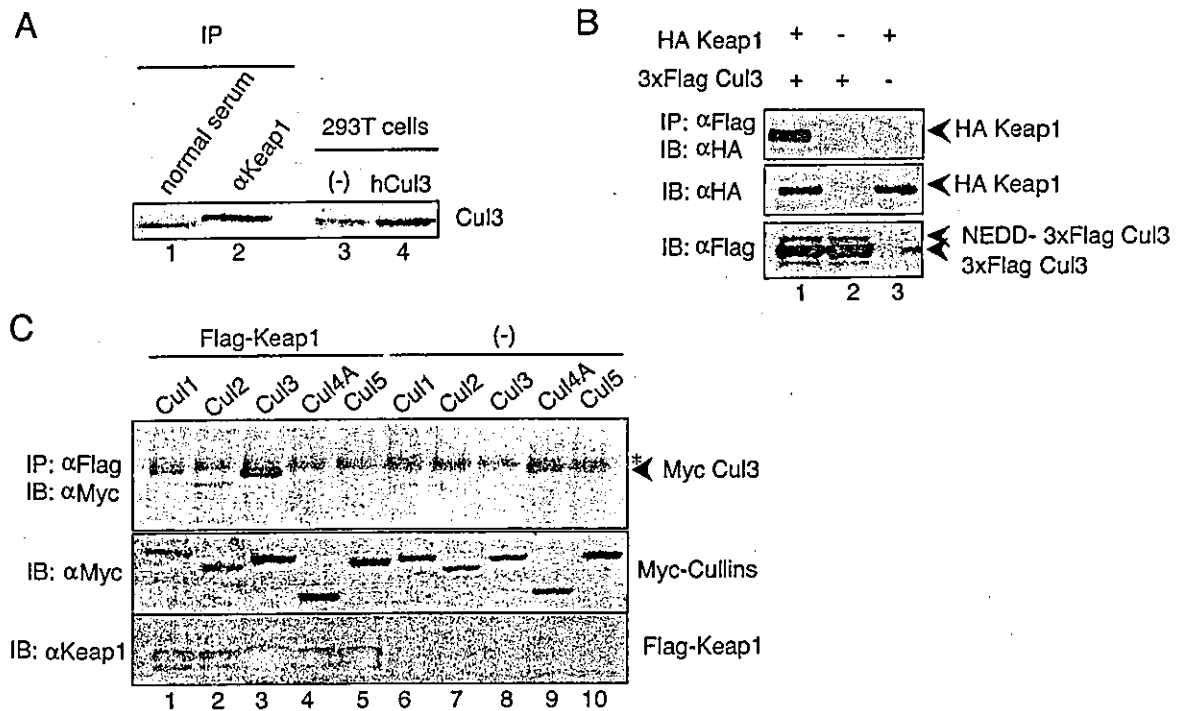 A
IP
normal serum
αKeap1
293T cells
(-) hCul3
Cul3
1 2 3 4
B
HA Keap1 + - +
3xFlag Cul3 + + -
IP: αFlag
IB: αHA
HA Keap1
IB: αHA
HA Keap1
IB: αFlag
NEDD- 3xFlag Cul3
3xFlag Cul3
1 2 3
C
Flag-Keap1 (-)
Cul1 Cul2 Cul3 Cul4A Cul5 Cul1 Cul2 Cul3 Cul4A Cul5
IP: αFlag
IB: αMyc
*
Myc Cul3
IB: αMyc
Myc-Cullins
IB: αKeap1
Flag-Keap1
1 2 3 4 5 6 7 8 9 10